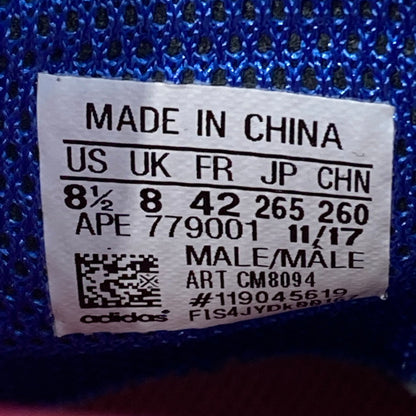 MADE IN CHINA
US UK FR JP CHN
8½ 8 42 265 260
APE 779001 11/17
MALE/MALE
ART CM8094
#119045619
adidas